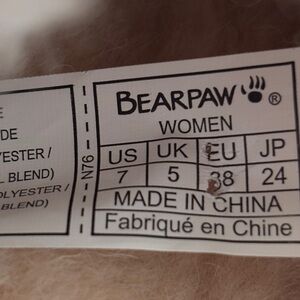 E
DE
YESTER /
L BLEND)
OLYESTER /
BLEND)
N76
BEARPAW ®
WOMEN
US UK EU JP
7 5 38 24
MADE IN CHINA
Fabriqué en Chine